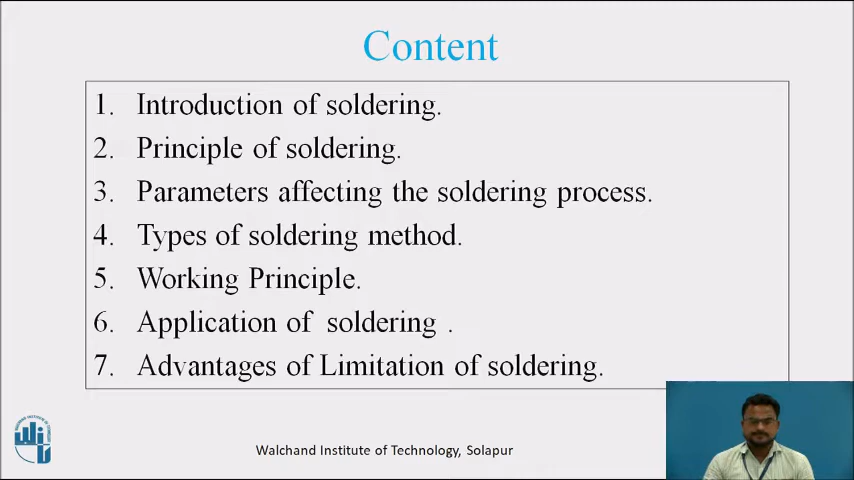 Content
1. Introduction of soldering.
2. Principle of soldering.
3. Parameters affecting the soldering process.
4. Types of soldering method.
5. Working Principle.
6. Application of soldering .
7. Advantages of Limitation of soldering.
Walchand Institute of Technology, Solapur